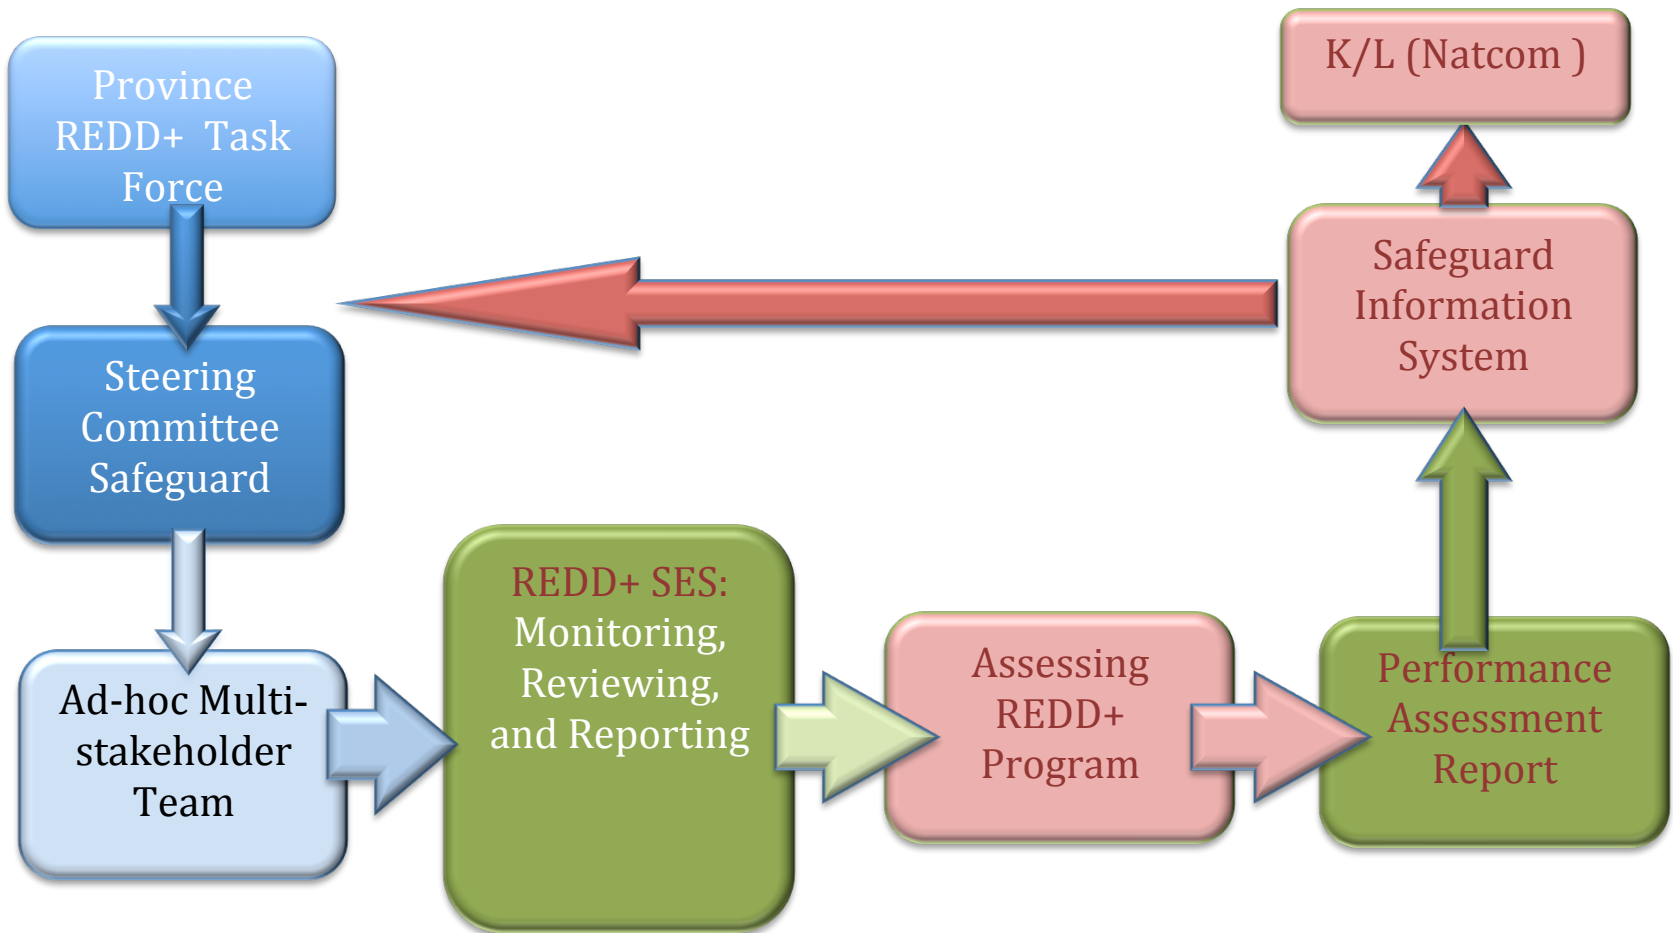 Province
REDD+ Task
Force
K/L (Natcom )
Safeguard
Information
System
Steering
Committee
Safeguard
Ad-hoc Multi-
stakeholder
Team
REDD+ SES:
Monitoring,
Reviewing,
and Reporting
Assessing
REDD+
Program
Performance
Assessment
Report